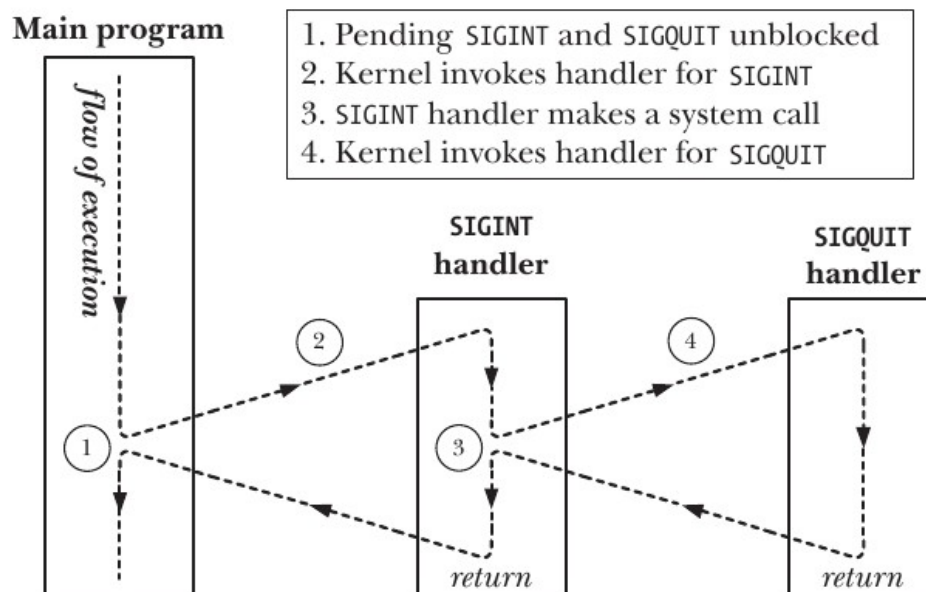 Main program
1. Pending SIGINT and SIGQUIT unblocked
2. Kernel invokes handler for SIGINT
3. SIGINT handler makes a system call
4. Kernel invokes handler for SIGQUIT
flow of execution
SIGINT
handler
SIGQUIT
handler
2
4
1
3
return
return